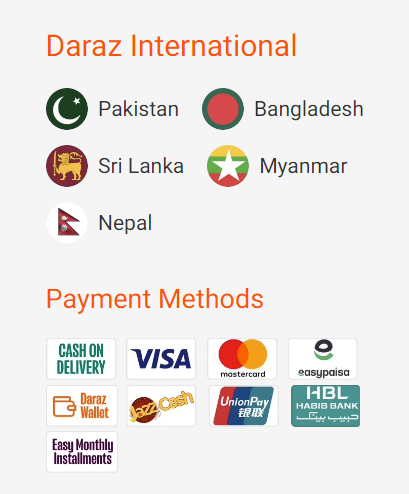 Daraz International
Pakistan
Bangladesh
Sri Lanka
Myanmar
Nepal
Payment Methods
CASH ON
DELIVERY
VISA
mastercard
easypaisa
Daraz
Wallet
JazzCash
UnionPay
银联
HBL
HABIB BANK
حبیب بینک
Easy Monthly
Installments